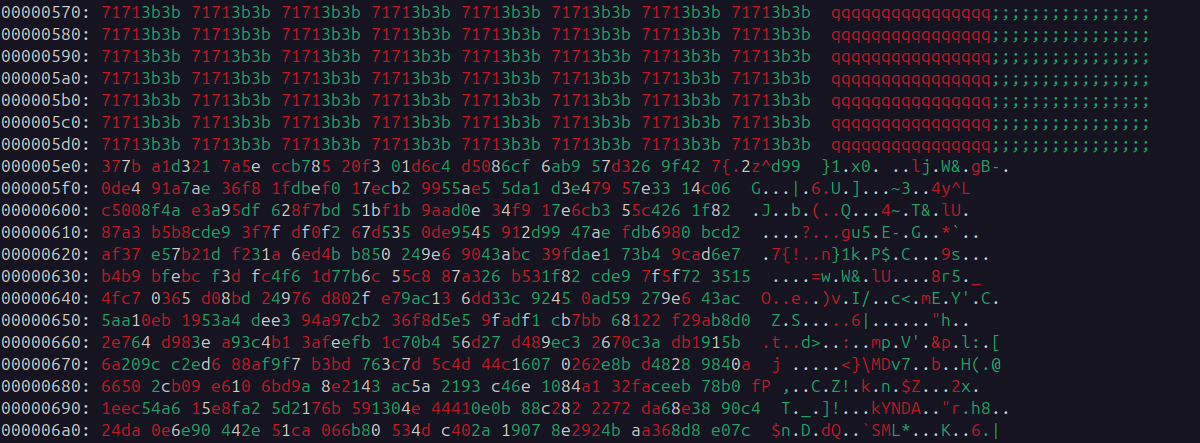 00000570: 71713b3b 71713b3b 71713b3b 71713b3b 71713b3b 71713b3b 71713b3b 71713b3b qqqqqqqqqqqqqqqq;;;;;;;;;;;;;;;;
00000580: 71713b3b 71713b3b 71713b3b 71713b3b 71713b3b 71713b3b 71713b3b 71713b3b qqqqqqqqqqqqqqqq;;;;;;;;;;;;;;;;
00000590: 71713b3b 71713b3b 71713b3b 71713b3b 71713b3b 71713b3b 71713b3b 71713b3b qqqqqqqqqqqqqqqq;;;;;;;;;;;;;;;;
000005a0: 71713b3b 71713b3b 71713b3b 71713b3b 71713b3b 71713b3b 71713b3b 71713b3b qqqqqqqqqqqqqqqq;;;;;;;;;;;;;;;;
000005b0: 71713b3b 71713b3b 71713b3b 71713b3b 71713b3b 71713b3b 71713b3b 71713b3b qqqqqqqqqqqqqqqq;;;;;;;;;;;;;;;;
000005c0: 71713b3b 71713b3b 71713b3b 71713b3b 71713b3b 71713b3b 71713b3b 71713b3b qqqqqqqqqqqqqqqq;;;;;;;;;;;;;;;;
000005d0: 71713b3b 71713b3b 71713b3b 71713b3b 71713b3b 71713b3b 71713b3b 71713b3b qqqqqqqqqqqqqqqq;;;;;;;;;;;;;;;;
000005e0: 377b a1d321 7a5e ccb785 20f3 01d6c4 d5086cf 6ab9 57d326 9f42 7{.2z^d99  }1.x0. ..lj.W&.gB-.
000005f0: 0de4 91a7ae 36f8 1fdbef0 17ecb2 9955ae5 5da1 d3e4 7957e33 14c06  G...|.6.U.]...~3..4y^L
00000600: c5008f4a e3a95df 628f7bd 51bf1b9 aad0e 34f9 17e6cb3 55c426 1f82  .J..b.(..Q...4~.T&.lU.
00000610: 87a3 b5b8cde9 3f7f df0f2 67d535 0de9545 912d99 47ae fdb6980 bcd2  ....?...gu5.E-.G..*`..
00000620: af37 e57b21d f231a 6ed4b b850 249e6 9043abc 39fdae1 73b4 9cad6e7  .7{!..n}1k.P$.C...9s...
00000630: b4b9 bfebc f3d fc4f61d77b6c 55c8 87a326 b531f82 cde9 7f5f72 3515  ....=w.W&.lU....8r5._
00000640: 4fc7 0365 d08bd 24976 d802fe79ac13 6dd33c 9245 0ad59 279e6 43ac  O..e..)v.I/..c<.mE.Y'.C.
00000650: 5aa10eb 1953a4 dee3 94a97cb2 36f8d5e5 9fadf1 cb7bb 68122 f29ab8d0  Z.S.....6|......"h..
00000660: 2e764 d983e a93c4b1 3afeefb 1c70b4 56d27 d489ec3 2670c3a db1915b  .t..d>..:..mp.V'.&p.l:.[
00000670: 6a209c c2ed6 88af9f7 b3bd 763c7d 5c4d 44c1607 0262e8b d4828 9840a  j .....<}\MDv7..b..H(.@
00000680: 6650 2cb09 e610 6bd9a 8e2143 ac5a 2193 c46e 1084a1 32faceeb 78b0 fP ,..C.Z!.k.n.$Z...2x.
00000690: 1eec54a6 15e8fa2 5d2176b 591304e 44410e0 b88c282 2272 da68e38 90c4  T._.]!...kYNDA.."r.h8..
000006a0: 24da 0e6e90 442e 51ca 066b80 534d c402a 1907 8e2924b aa368d8 e07c  $n.D.dQ..`SML*...K..6.|